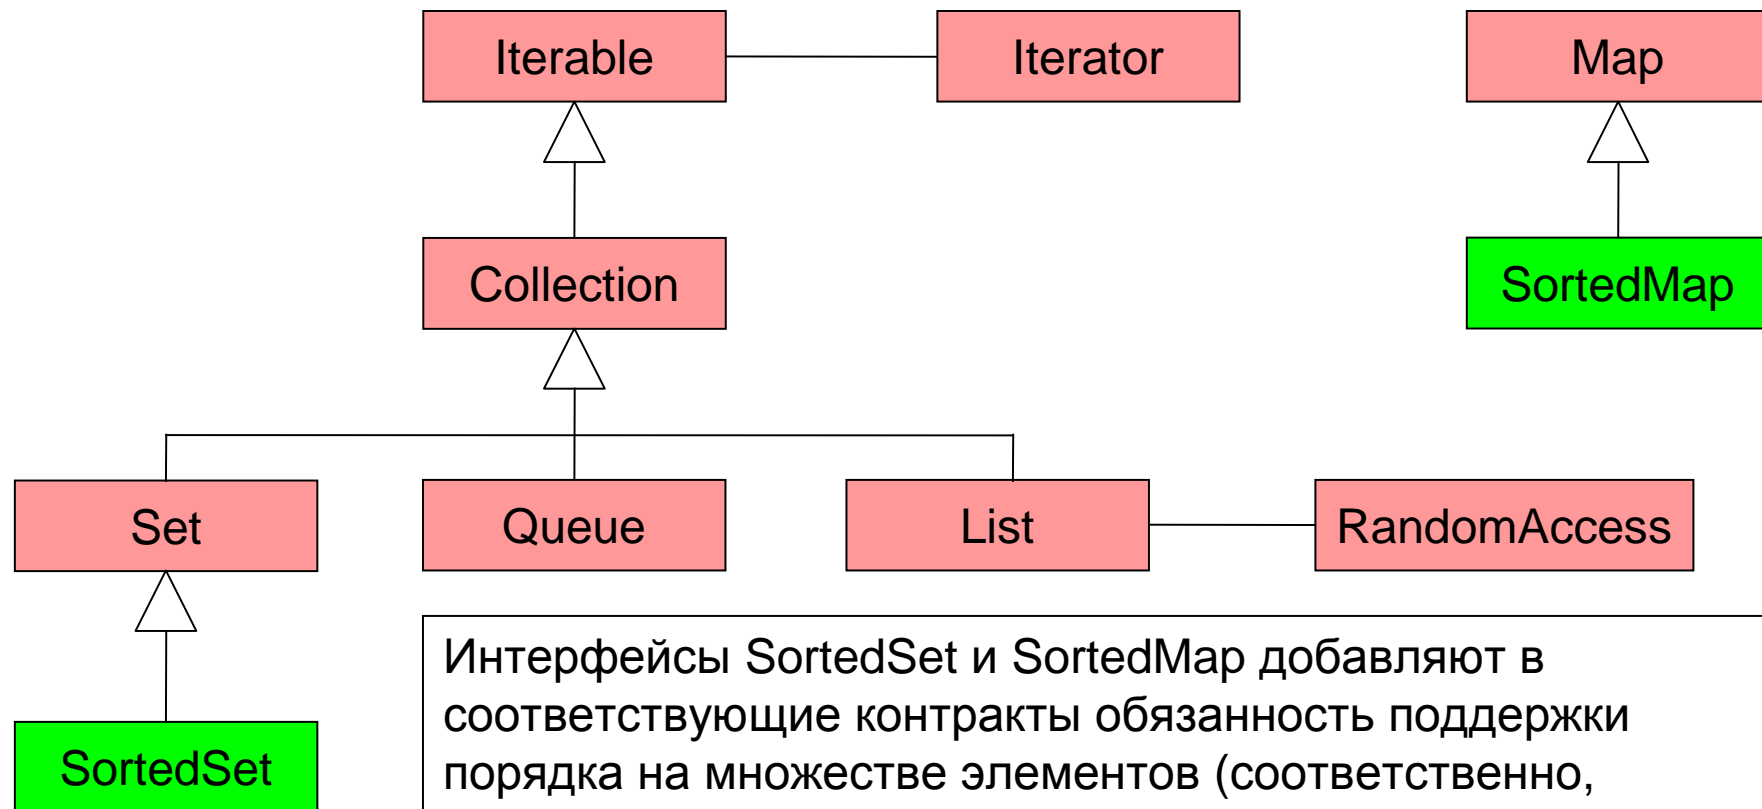 Iterable
Iterator
Map
Collection
SortedMap
Set
Queue
List
RandomAccess
SortedSet
Интерфейсы SortedSet и SortedMap добавляют в
соответствующие контракты обязанность поддержки
порядка на множестве элементов (соответственно,